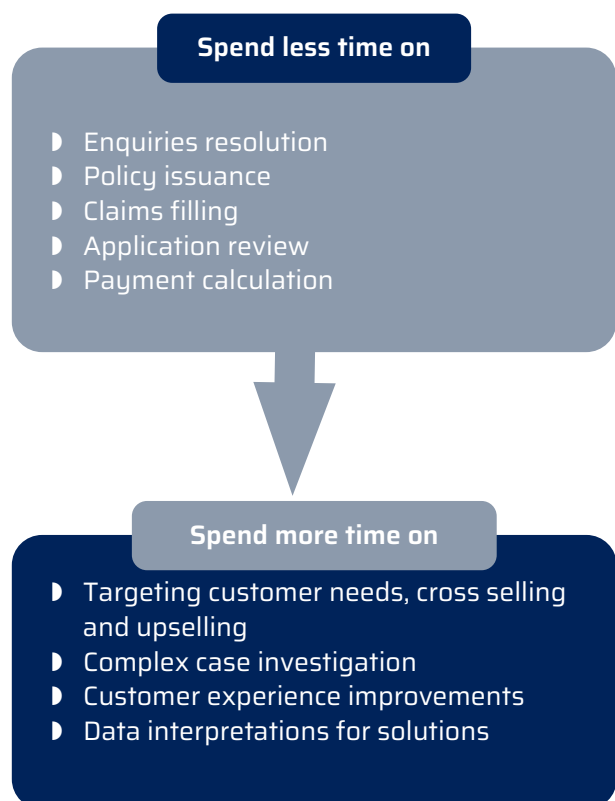 Spend less time on
Enquiries resolution
Policy issuance
Claims filling
Application review
Payment calculation
Spend more time on
Targeting customer needs, cross selling
and upselling
Complex case investigation
Customer experience improvements
Data interpretations for solutions